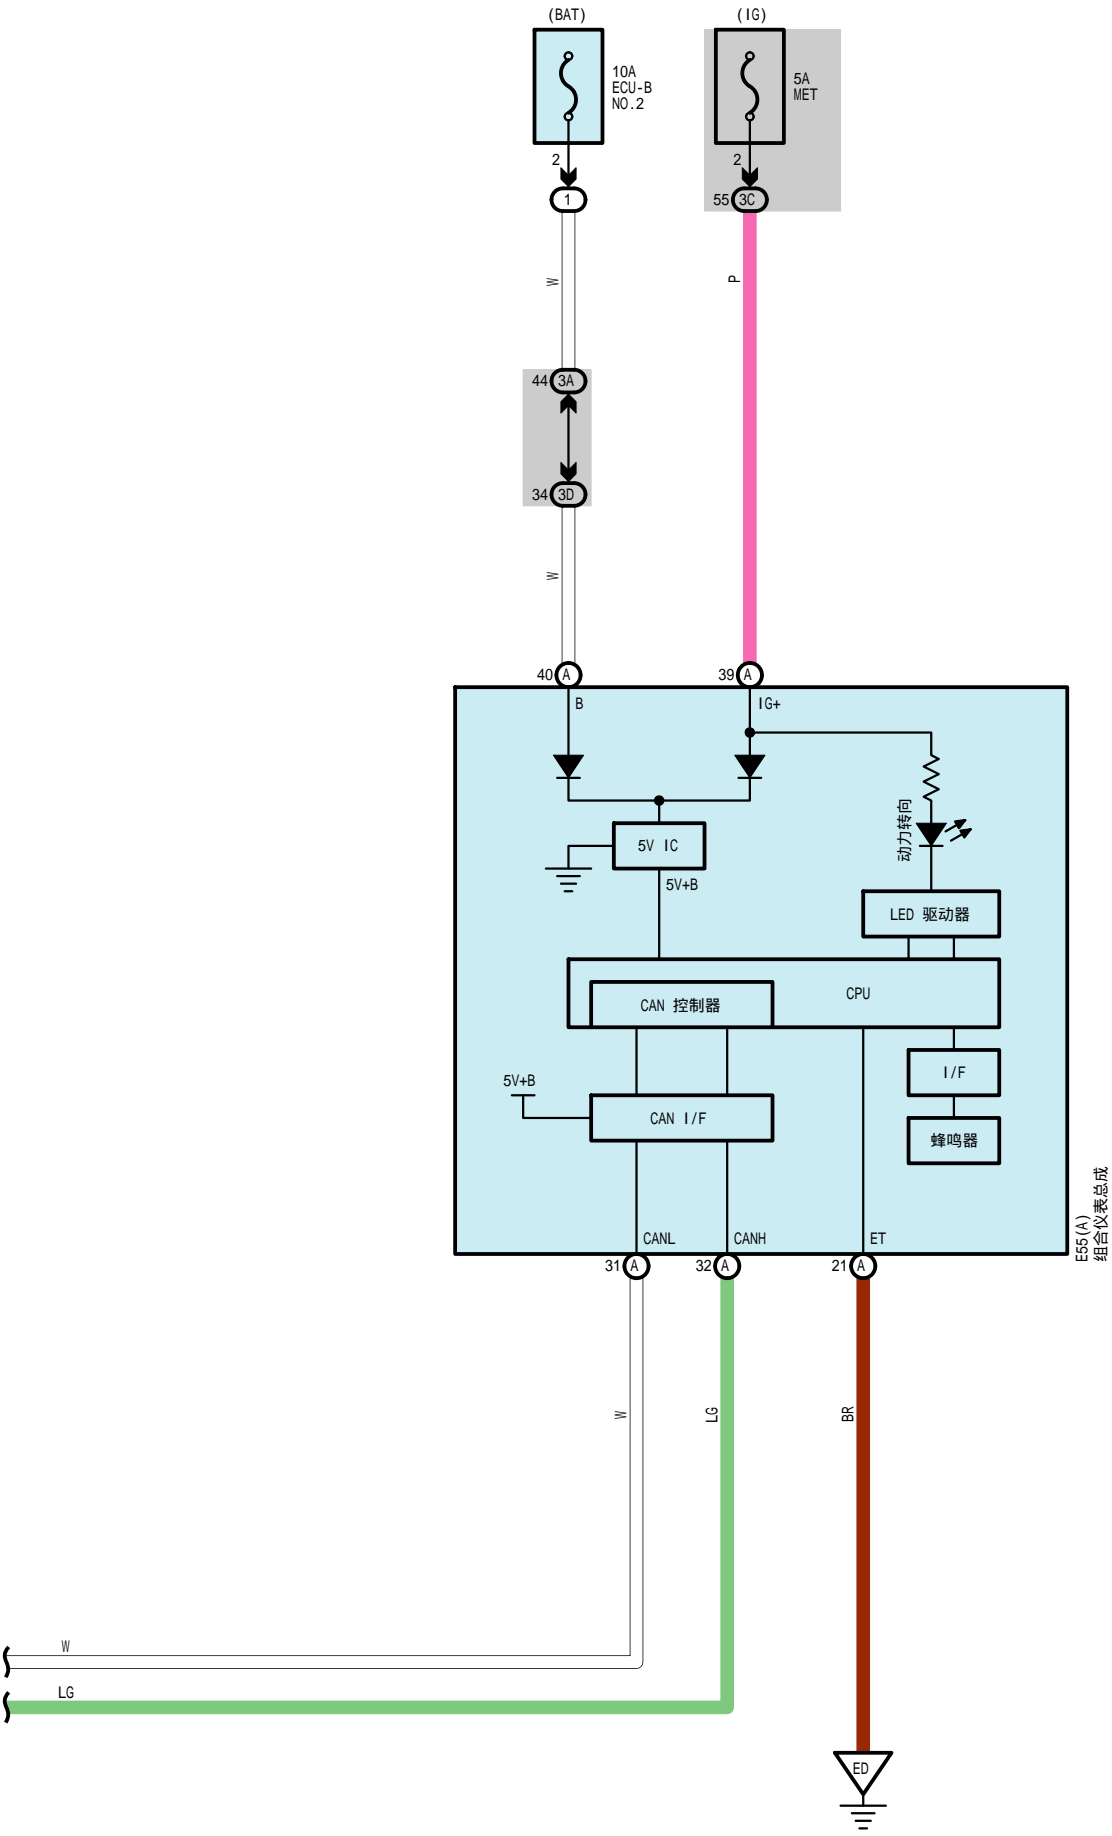 (BAT)
(IG)
10A
ECU-B
NO.2
5A
MET
2
2
1
55
3C
W
P
44
3A
34
3D
W
40
A
39
A
B
IG+
动力转向
5V IC
5V+B
LED 驱动器
CPU
CAN 控制器
5V+B
I/F
CAN I/F
蜂鸣器
CANL
CANH
ET
E55(A)
组合仪表总成
31
A
32
A
21
A
W
LG
BR
W
LG
ED